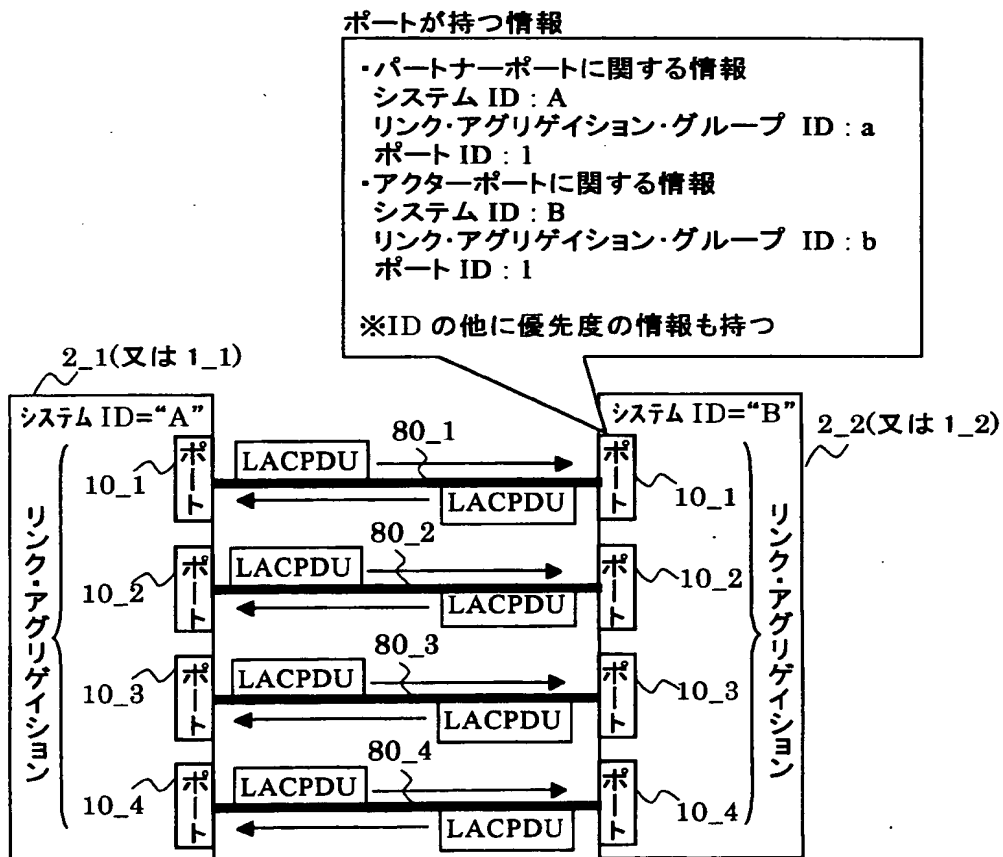 ポートが持つ情報
・パートナーポートに関する情報
システム ID : A
リンク・アグリゲイション・グループ ID : a
ポート ID : 1
・アクターポートに関する情報
システム ID : B
リンク・アグリゲイション・グループ ID : b
ポート ID : 1
※ID の他に優先度の情報も持つ
2_1(又は 1_1)
システム ID="A"
システム ID="B"
2_2(又は 1_2)
リンク・アグリゲイション
リンク・アグリゲイション
10_1
ポート
LACPDU
80_1
LACPDU
ポート
10_1
10_2
ポート
LACPDU
80_2
LACPDU
ポート
10_2
10_3
ポート
LACPDU
80_3
LACPDU
ポート
10_3
10_4
ポート
LACPDU
80_4
LACPDU
ポート
10_4